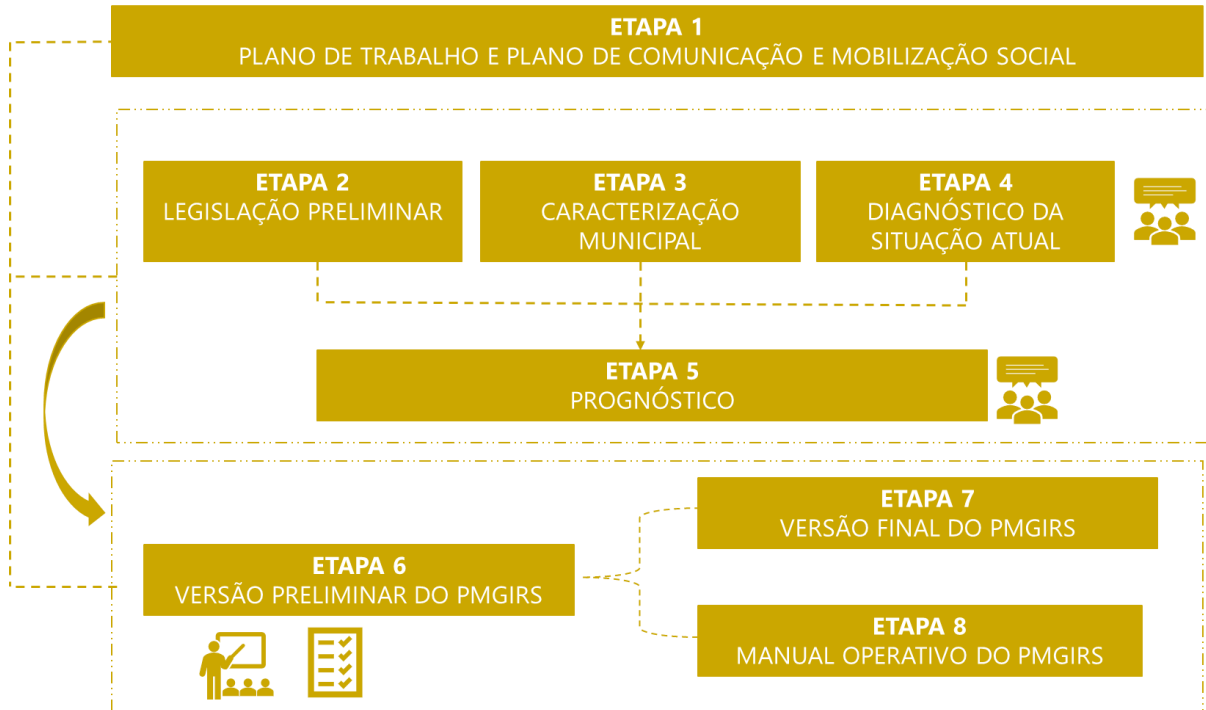 ETAPA 1
PLANO DE TRABALHO E PLANO DE COMUNICAÇÃO E MOBILIZAÇÃO SOCIAL
ETAPA 2
LEGISLAÇÃO PRELIMINAR
ETAPA 3
CARACTERIZAÇÃO
MUNICIPAL
ETAPA 4
DIAGNÓSTICO DA
SITUAÇÃO ATUAL
ETAPA 5
PROGNÓSTICO
ETAPA 6
VERSÃO PRELIMINAR DO PMGIRS
ETAPA 7
VERSÃO FINAL DO PMGIRS
ETAPA 8
MANUAL OPERATIVO DO PMGIRS